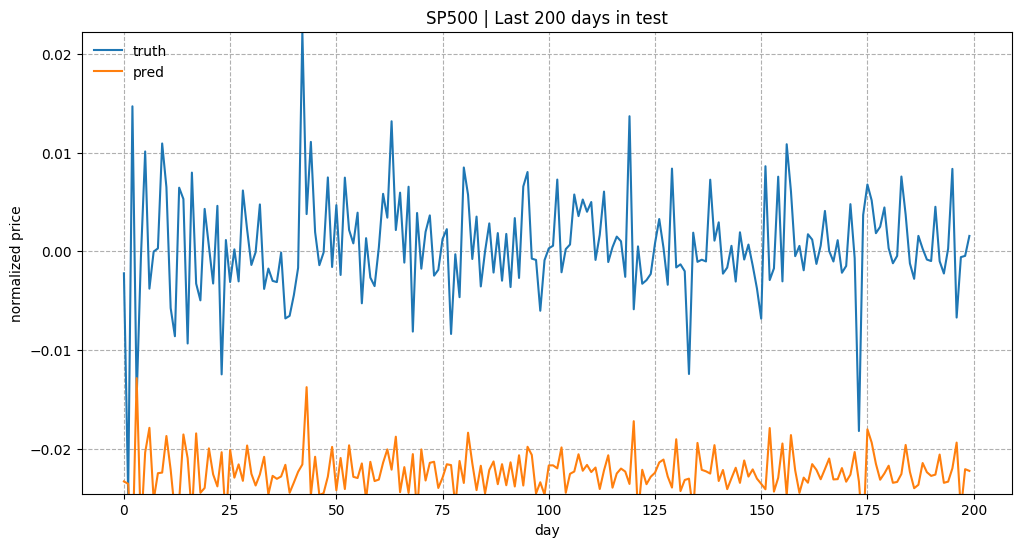 SP500 | Last 200 days in test
truth
pred
0.02
0.01
0.00
−0.01
−0.02
normalized price
0 25 50 75 100 125 150 175 200
day